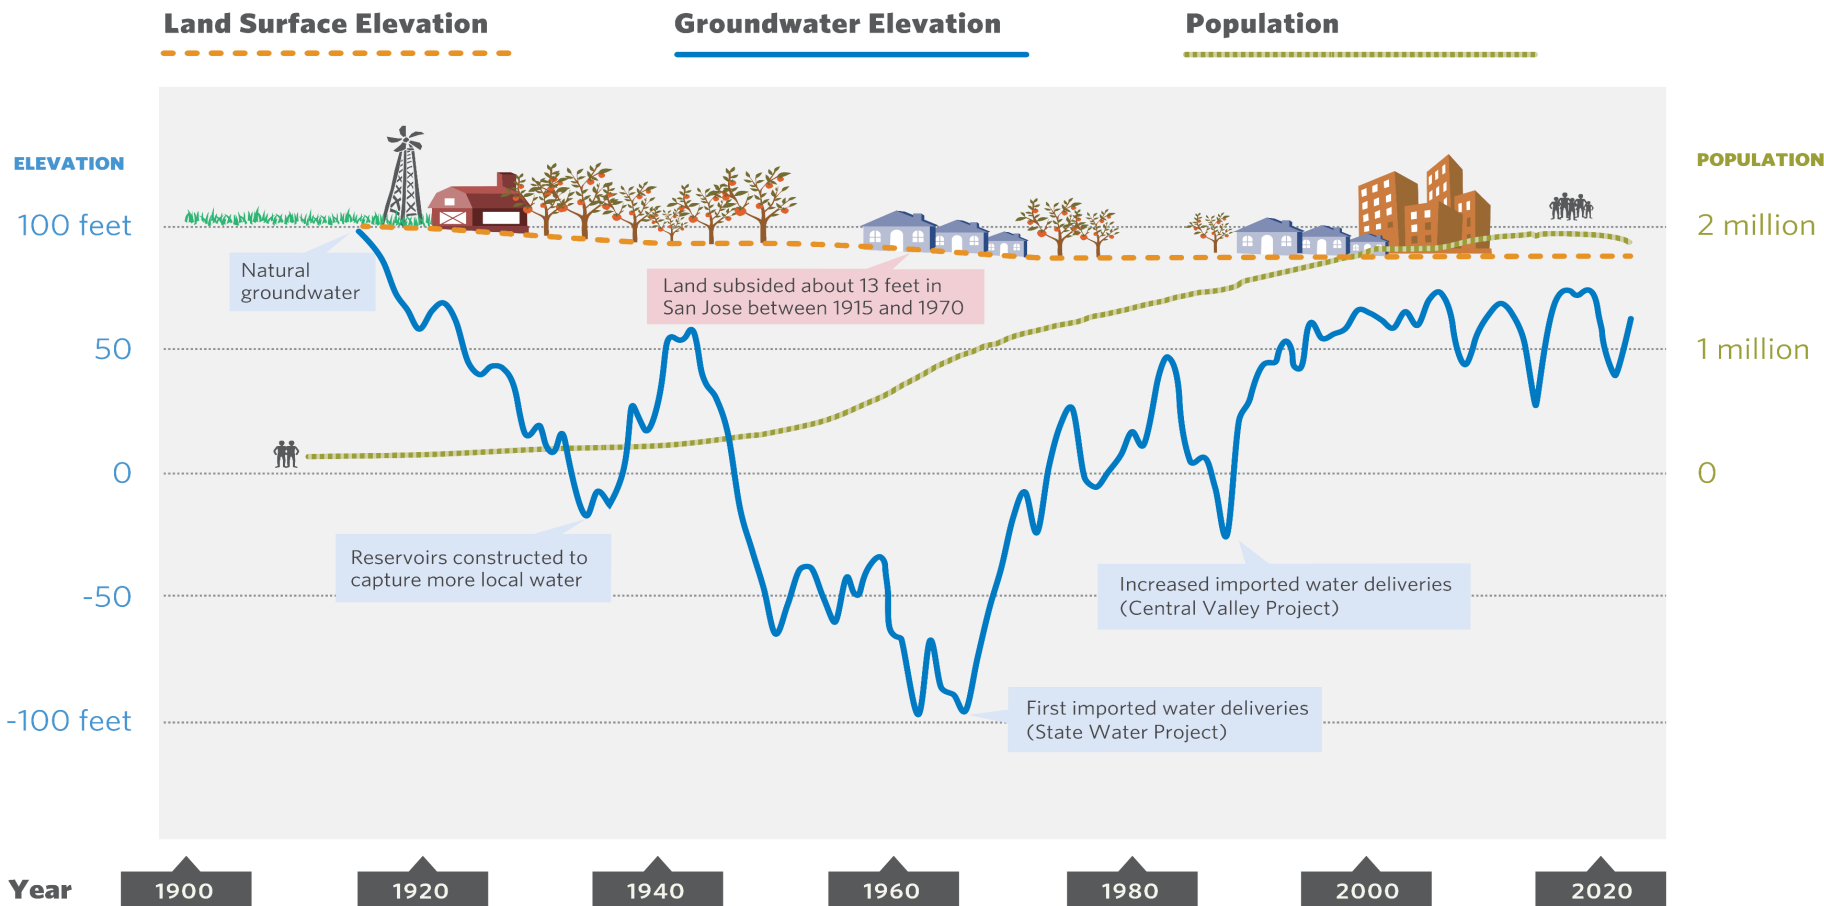 Land Surface Elevation
Groundwater Elevation
Population
ELEVATION
POPULATION
100 feet
2 million
Natural
groundwater
Land subsided about 13 feet in
San Jose between 1915 and 1970
50
1 million
0
0
Reservoirs constructed to
capture more local water
Increased imported water deliveries
(Central Valley Project)
-50
First imported water deliveries
(State Water Project)
-100 feet
Year
1900
1920
1940
1960
1980
2000
2020